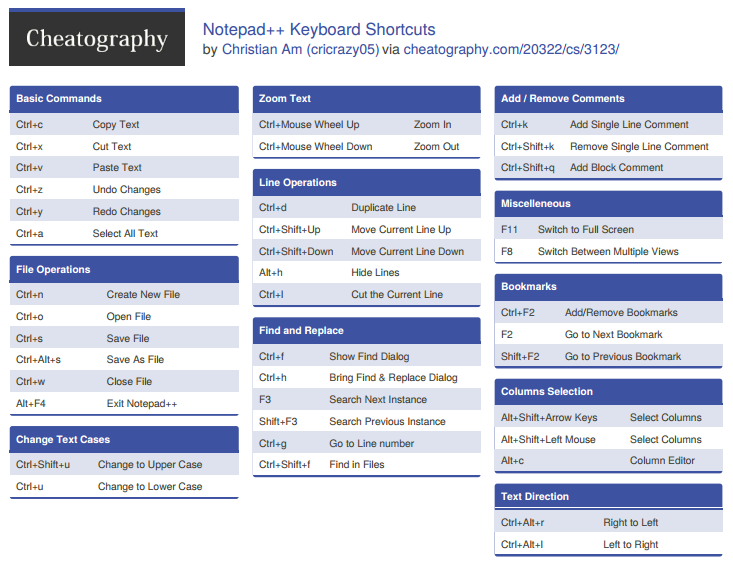 Cheatography
Notepad++ Keyboard Shortcuts
by Christian Am (cricrazy05) via cheatography.com/20322/cs/3123/
Basic Commands
Ctrl+c Copy Text
Ctrl+x Cut Text
Ctrl+v Paste Text
Ctrl+z Undo Changes
Ctrl+y Redo Changes
Ctrl+a Select All Text
File Operations
Ctrl+n Create New File
Ctrl+o Open File
Ctrl+s Save File
Ctrl+Alt+s Save As File
Ctrl+w Close File
Alt+F4 Exit Notepad++
Change Text Cases
Ctrl+Shift+u Change to Upper Case
Ctrl+u Change to Lower Case
Zoom Text
Ctrl+Mouse Wheel Up Zoom In
Ctrl+Mouse Wheel Down Zoom Out
Line Operations
Ctrl+d Duplicate Line
Ctrl+Shift+Up Move Current Line Up
Ctrl+Shift+Down Move Current Line Down
Alt+h Hide Lines
Ctrl+l Cut the Current Line
Find and Replace
Ctrl+f Show Find Dialog
Ctrl+h Bring Find & Replace Dialog
F3 Search Next Instance
Shift+F3 Search Previous Instance
Ctrl+g Go to Line number
Ctrl+Shift+f Find in Files
Add / Remove Comments
Ctrl+k Add Single Line Comment
Ctrl+Shift+k Remove Single Line Comment
Ctrl+Shift+q Add Block Comment
Miscelleneous
F11 Switch to Full Screen
F8 Switch Between Multiple Views
Bookmarks
Ctrl+F2 Add/Remove Bookmarks
F2 Go to Next Bookmark
Shift+F2 Go to Previous Bookmark
Columns Selection
Alt+Shift+Arrow Keys Select Columns
Alt+Shift+Left Mouse Select Columns
Alt+c Column Editor
Text Direction
Ctrl+Alt+r Right to Left
Ctrl+Alt+l Left to Right